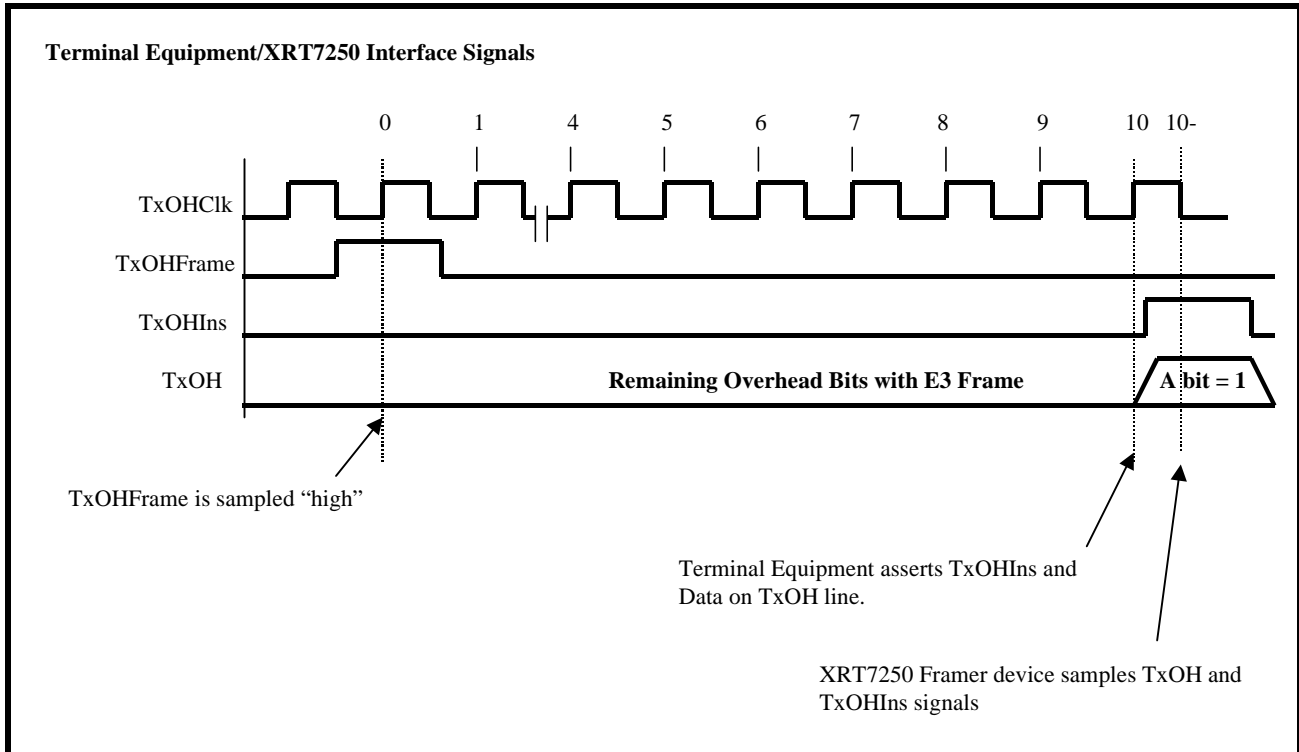 Terminal Equipment/XRT7250 Interface Signals
0 1 4 5 6 7 8 9 10 10-
TxOHClk
TxOHFrame
TxOHIns
TxOH
Remaining Overhead Bits with E3 Frame
A bit = 1
TxOHFrame is sampled “high”
Terminal Equipment asserts TxOHIns and
Data on TxOH line.
XRT7250 Framer device samples TxOH and
TxOHIns signals